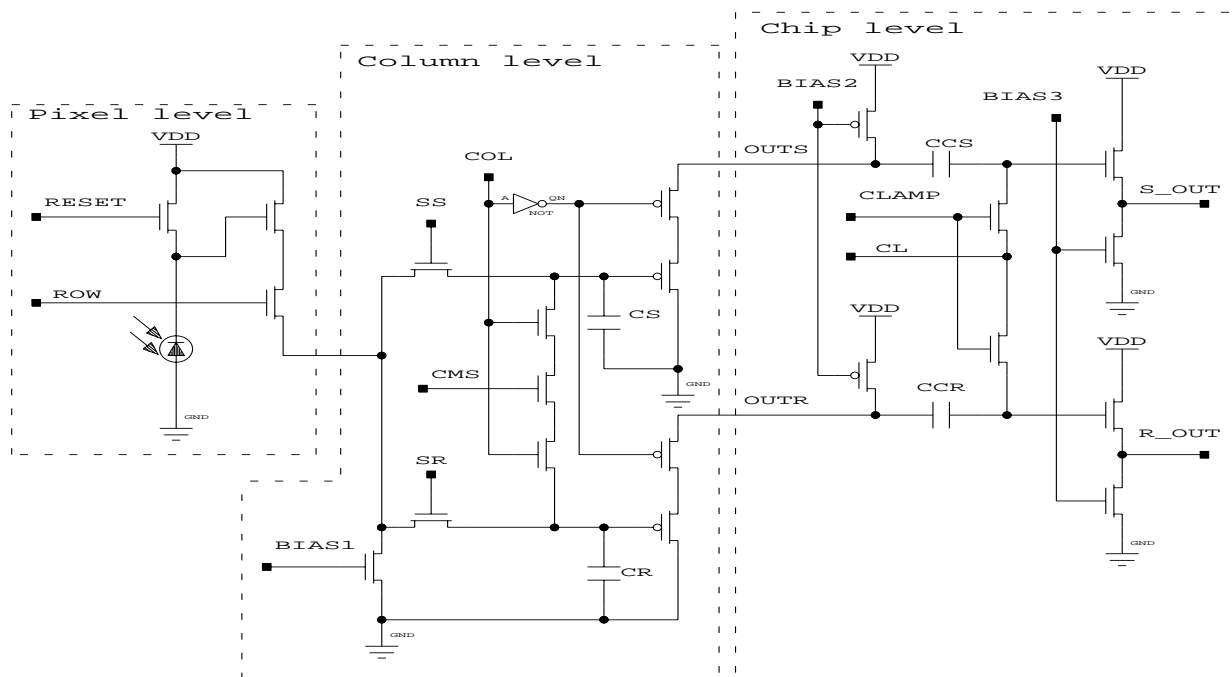 Chip level
Column level
Pixel level
VDD
BIAS2
VDD
BIAS3
VDD
COL
OUTS
CCS
RESET
SS
A
QN
NOT
CLAMP
S_OUT
CL
ROW
GND
CS
VDD
CMS
GND
VDD
OUTR
CCR
GND
SR
R_OUT
BIAS1
CR
GND
GND